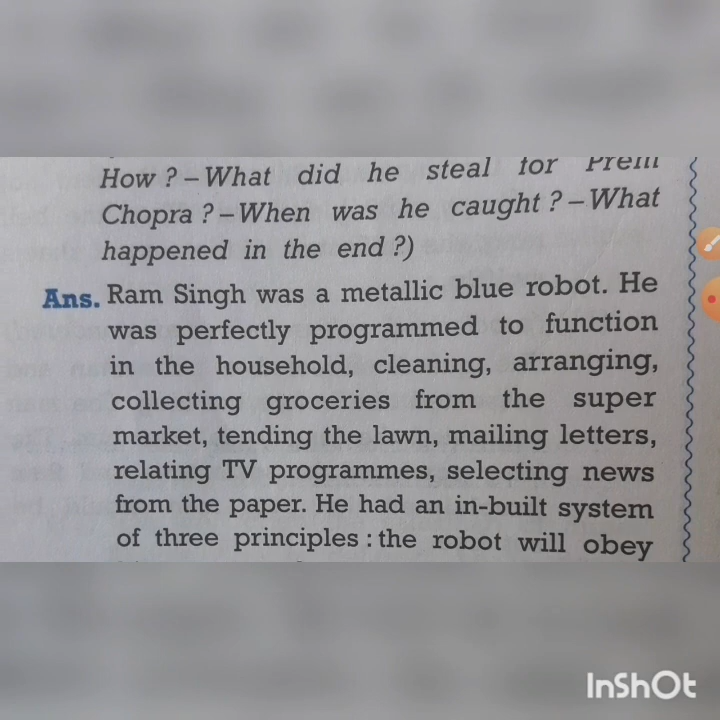 How ? – What did he steal for Prem
Chopra ? – When was he caught ? – What
happened in the end ?)
Ans. Ram Singh was a metallic blue robot. He
was perfectly programmed to function
in the household, cleaning, arranging,
collecting groceries from the super
market, tending the lawn, mailing letters,
relating TV programmes, selecting news
from the paper. He had an in-built system
of three principles : the robot will obey
InShOt